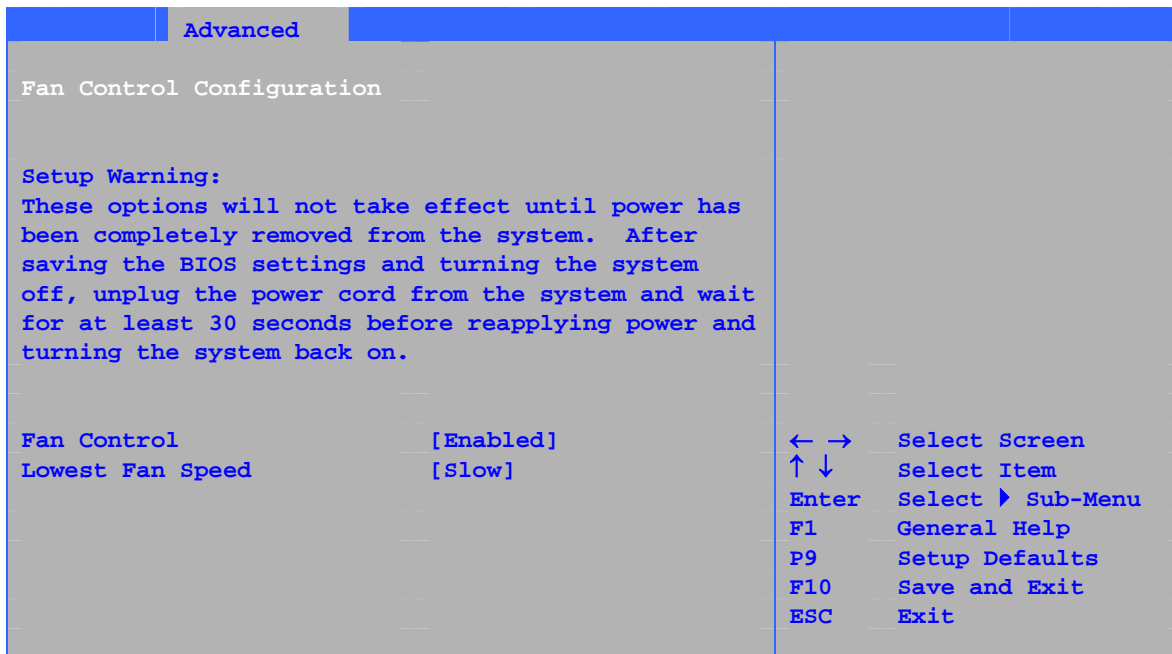 Advanced
Fan Control Configuration
Setup Warning:
These options will not take effect until power has
been completely removed from the system.  After
saving the BIOS settings and turning the system
off, unplug the power cord from the system and wait
for at least 30 seconds before reapplying power and
turning the system back on.
Fan Control [Enabled]
Lowest Fan Speed [Slow]
← → Select Screen
↑ ↓ Select Item
Enter Select ▶ Sub-Menu
F1 General Help
P9 Setup Defaults
F10 Save and Exit
ESC Exit